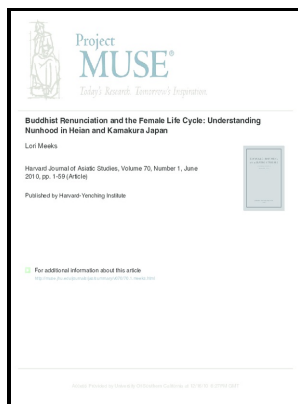 Project
MUSE®
Today's Research. Tomorrow's Inspiration.
Buddhist Renunciation and the Female Life Cycle: Understanding
Nunhood in Heian and Kamakura Japan
Lori Meeks
Harvard Journal of Asiatic Studies, Volume 70, Number 1, June
2010, pp. 1-59 (Article)
Published by Harvard-Yenching Institute
For additional information about this article